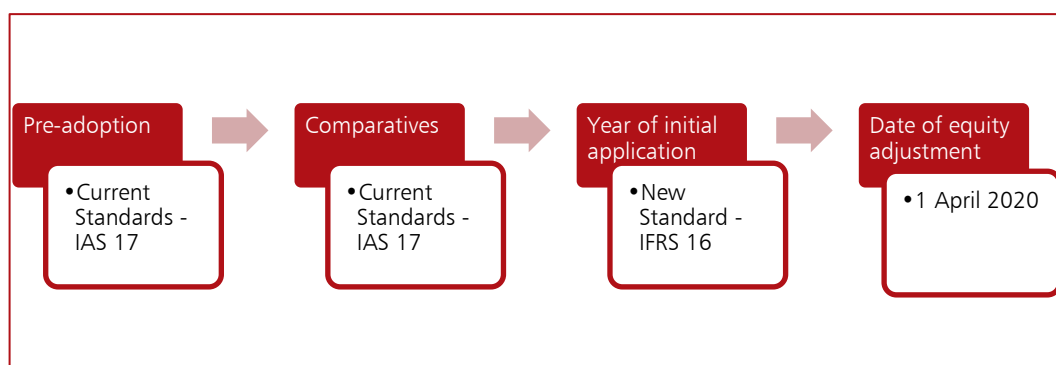 Pre-adoption
•Current
Standards -
IAS 17
Comparatives
•Current
Standards -
IAS 17
Year of initial
application
•New
Standard -
IFRS 16
Date of equity
adjustment
•1 April 2020